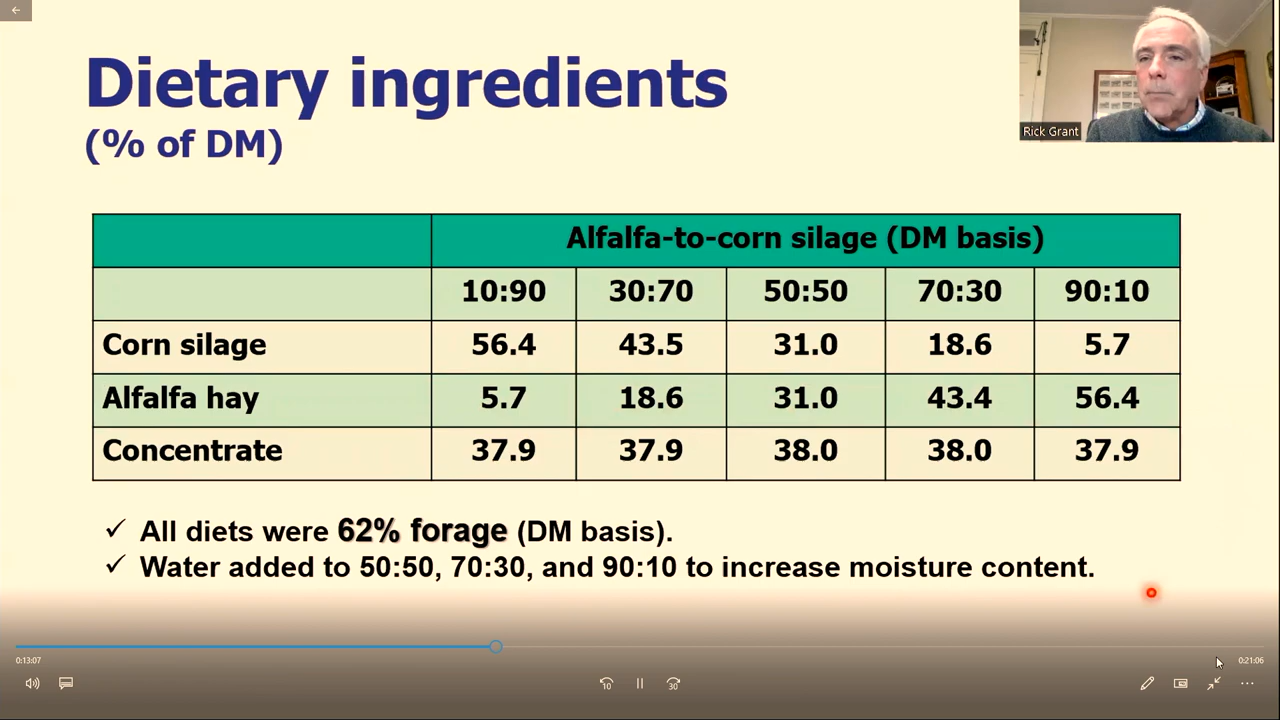 Dietary ingredients
(% of DM)
Rick Grant
Alfalfa-to-corn silage (DM basis)
10:90 30:70 50:50 70:30 90:10
Corn silage 56.4 43.5 31.0 18.6 5.7
Alfalfa hay 5.7 18.6 31.0 43.4 56.4
Concentrate 37.9 37.9 38.0 38.0 37.9
✓ All diets were 62% forage (DM basis).
✓ Water added to 50:50, 70:30, and 90:10 to increase moisture content.
0:13:07 0:21:06
10 30